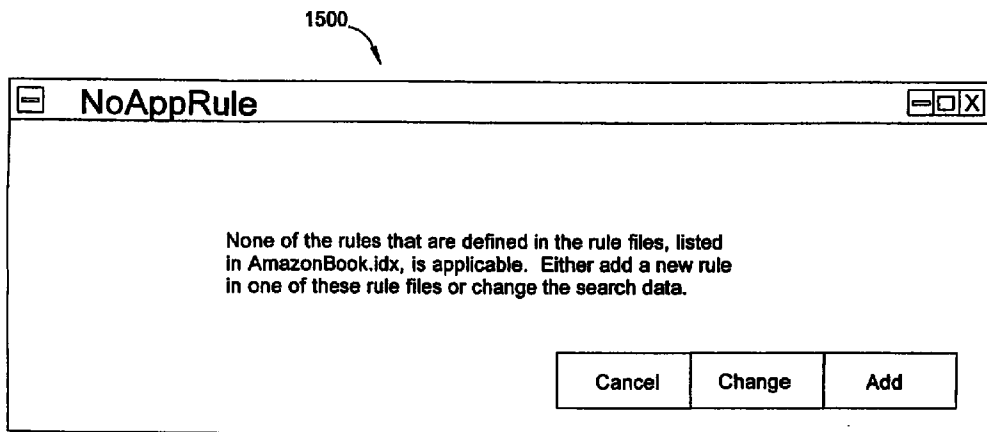 1500
NoAppRule
None of the rules that are defined in the rule files, listed
in AmazonBook.idx, is applicable. Either add a new rule
in one of these rule files or change the search data.
Cancel Change Add